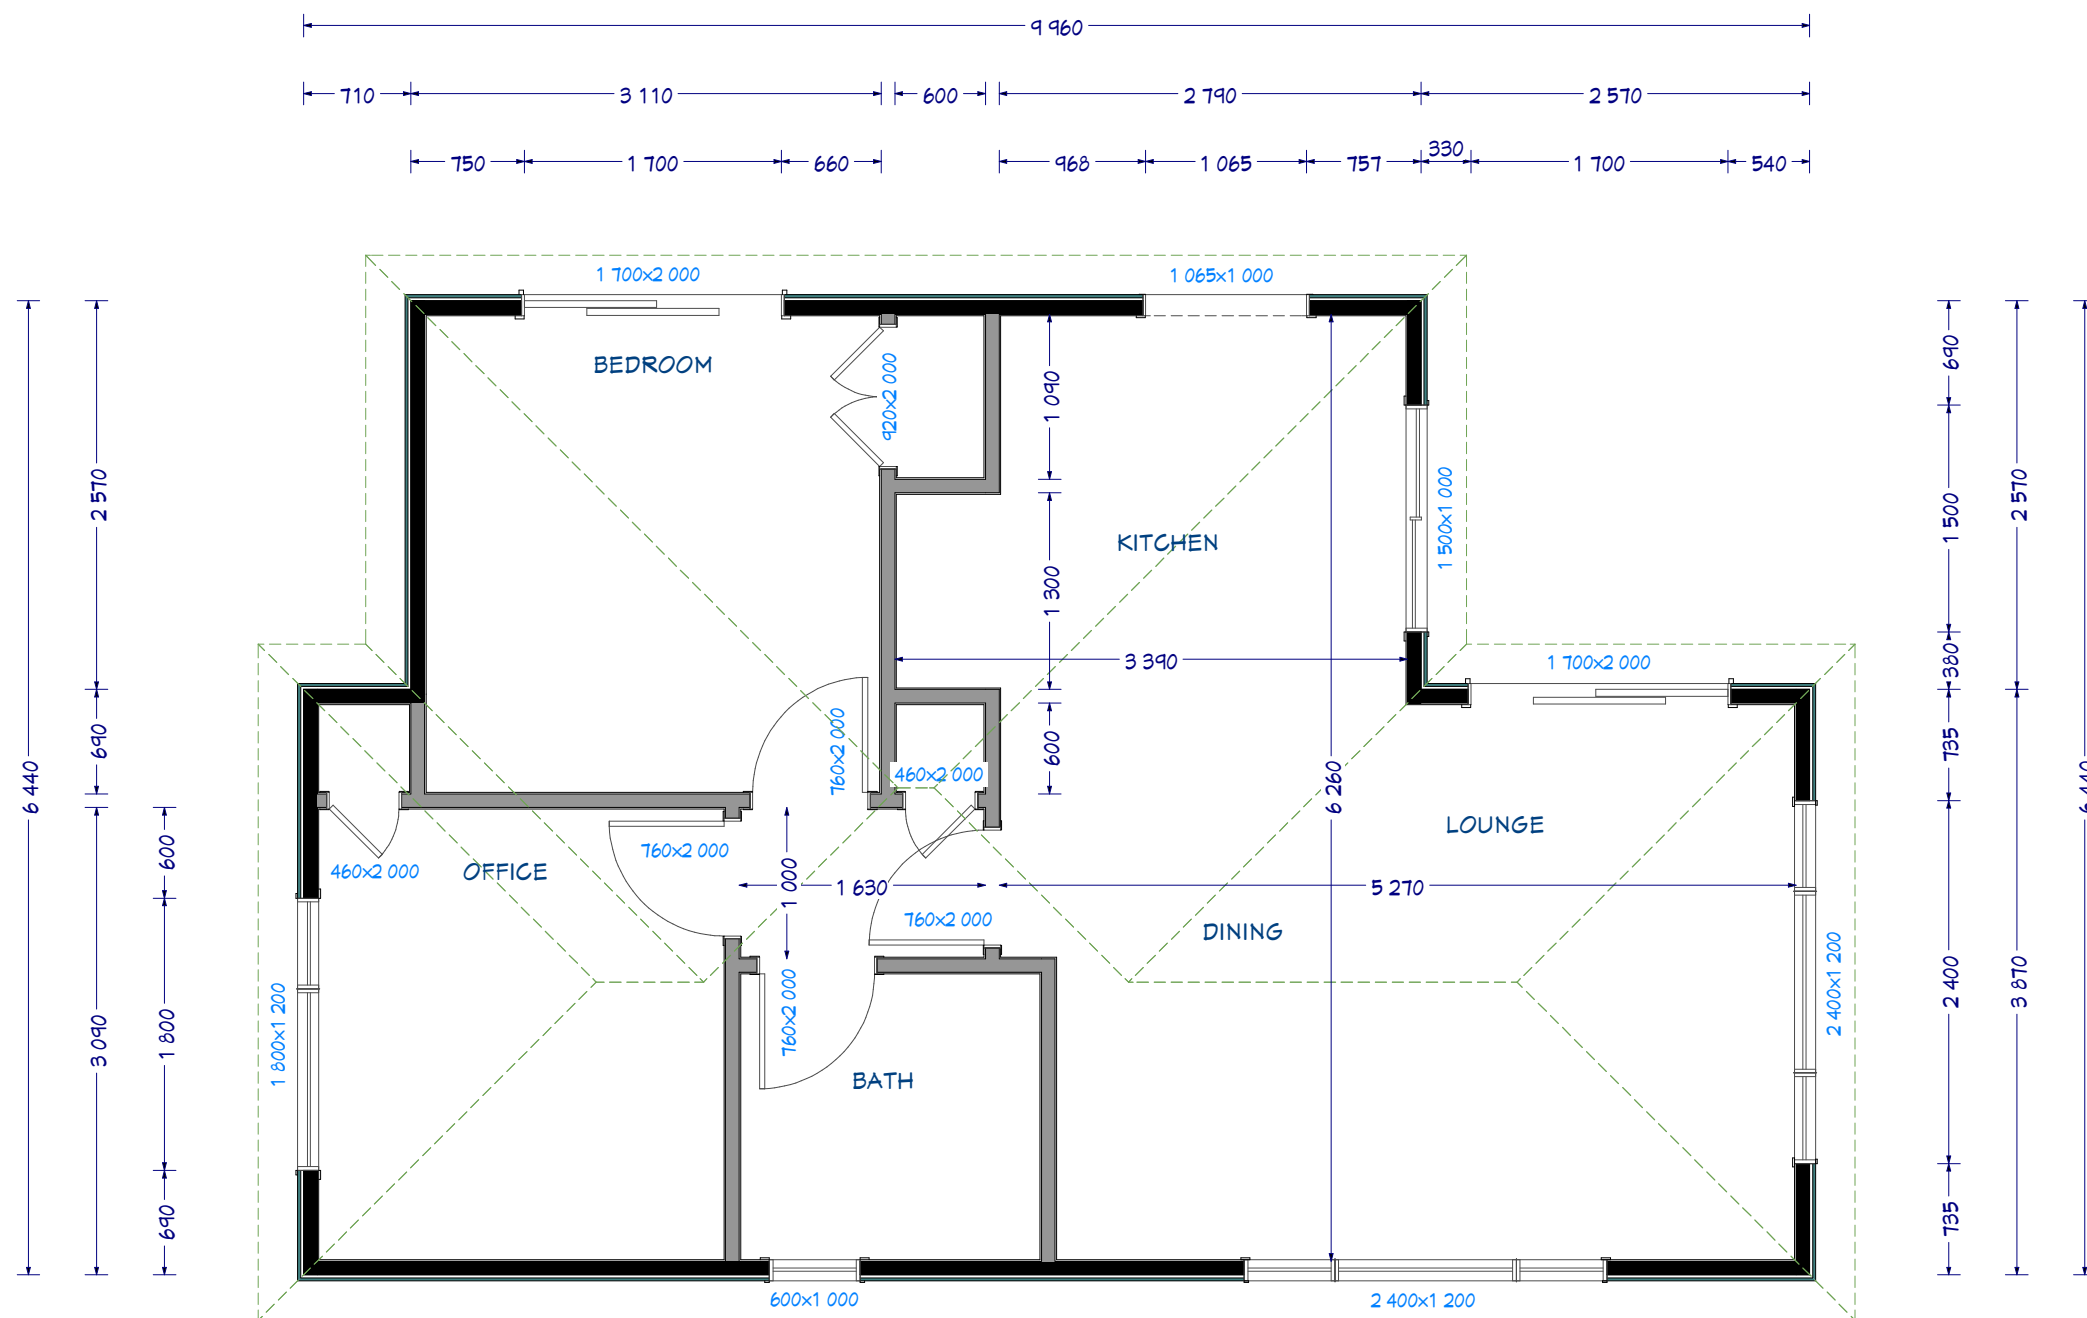 9 960
710
3 110
600
2 790
2 570
750
1 700
660
968
1 065
757
330
1 700
540
1 700x2 000
1 065x1 000
BEDROOM
920x2 000
1 090
690
2 570
1 500x1 000
1 500
2 570
KITCHEN
1 300
3 390
1 700x2 000
380
690
760x2 000
600
735
460x2 000
6 440
6 260
LOUNGE
6 440
600
760x2 000
460x2 000
OFFICE
1 000
1 630
5 270
760x2 000
DINING
1 800x1 200
3 090
1 800
760x2 000
2 400x1 200
2 400
3 870
BATH
690
735
600x1 000
2 400x1 200